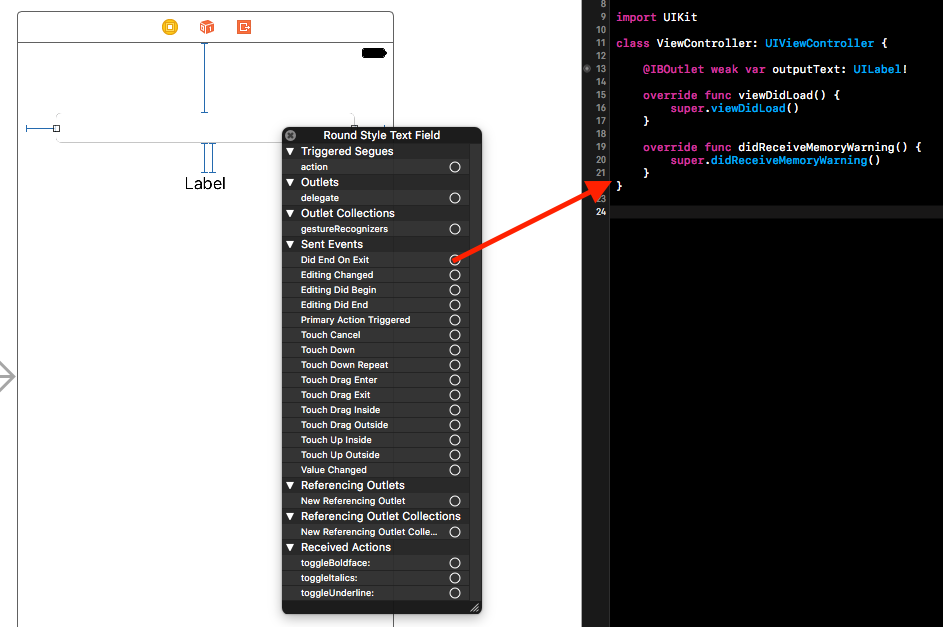 Label
Round Style Text Field
Triggered Segues
action
Outlets
delegate
Outlet Collections
gestureRecognizers
Sent Events
Did End On Exit
Editing Changed
Editing Did Begin
Editing Did End
Primary Action Triggered
Touch Cancel
Touch Down
Touch Down Repeat
Touch Drag Enter
Touch Drag Exit
Touch Drag Inside
Touch Drag Outside
Touch Up Inside
Touch Up Outside
Value Changed
Referencing Outlets
New Referencing Outlet
Referencing Outlet Collections
New Referencing Outlet Colle...
Received Actions
toggleBoldface:
toggleItalics:
toggleUnderline:
8
9 import UIKit
10
11 class ViewController: UIViewController {
12
13 @IBOutlet weak var outputText: UILabel!
14
15 override func viewDidLoad() {
16 super.viewDidLoad()
17 }
18
19 override func didReceiveMemoryWarning() {
20 super.didReceiveMemoryWarning()
21 }
}
23
24